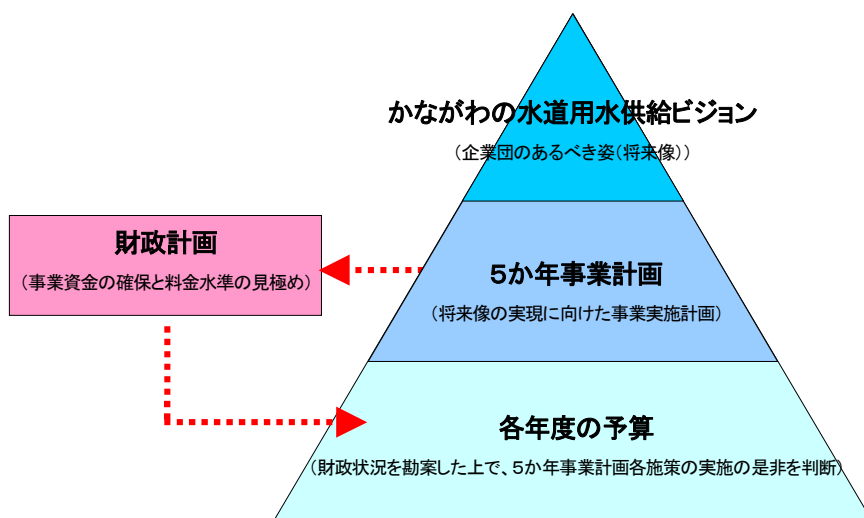 かながわの水道用水供給ビジョン
（企業団のあるべき姿（将来像））
財政計画
（事業資金の確保と料金水準の見極め）
５か年事業計画
（将来像の実現に向けた事業実施計画）
各年度の予算
（財政状況を勘案した上で、５か年事業計画各施策の実施の是非を判断）